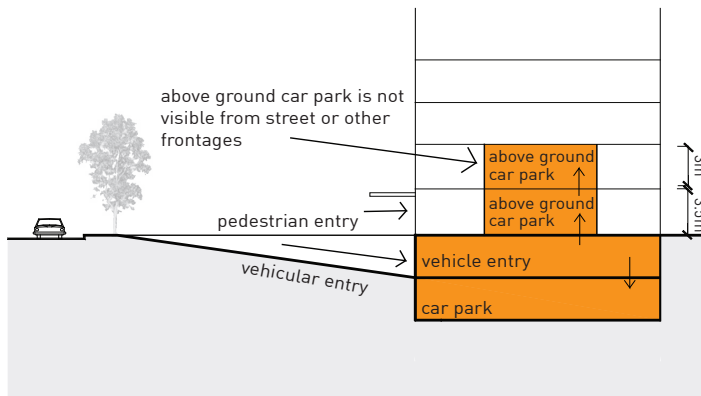 above ground car park is not
visible from street or other
frontages
above ground
car park
3m
pedestrian entry
above ground
car park
vehicular entry
vehicle entry
car park